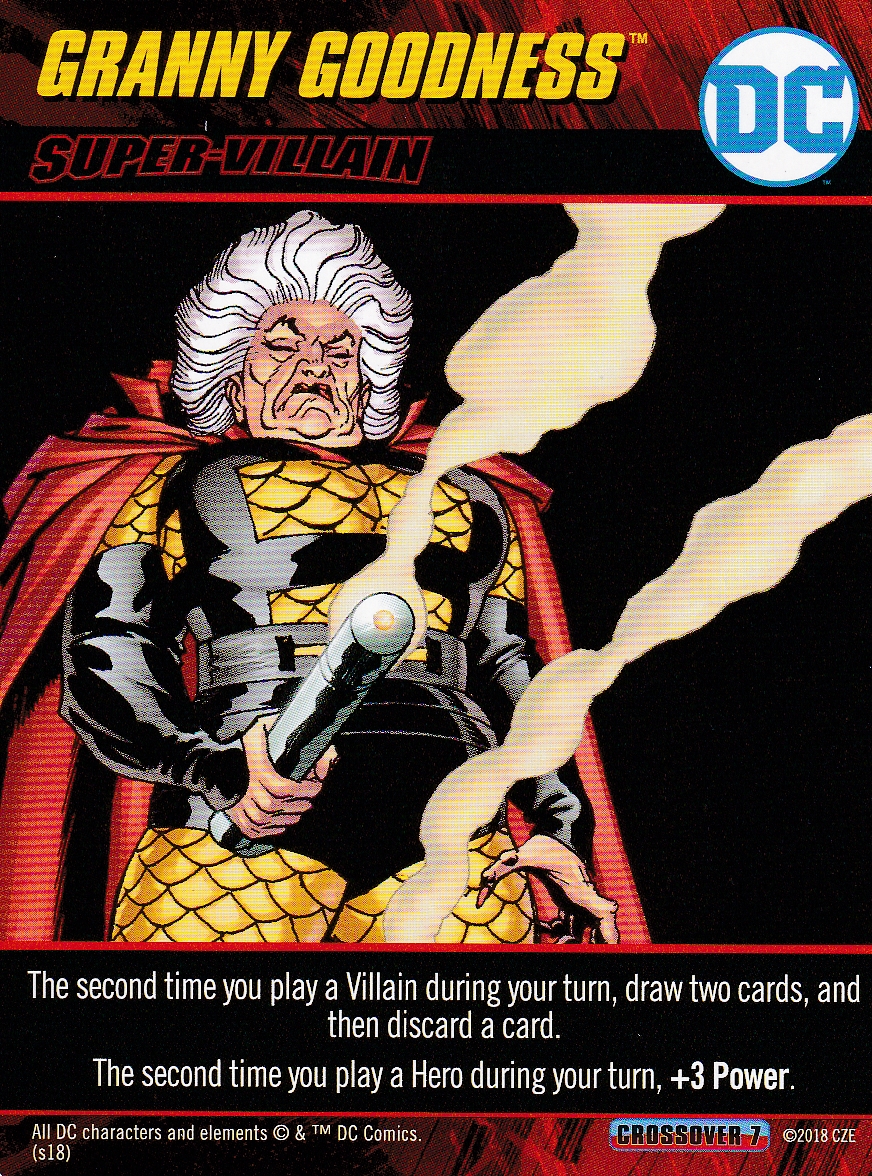 GRANNY GOODNESS™
DC™
SUPER-VILLAIN
The second time you play a Villain during your turn, draw two cards, and
then discard a card.
The second time you play a Hero during your turn, +3 Power.
All DC characters and elements © & ™ DC Comics.
(s18)
CROSSOVER 7
©2018 CZE